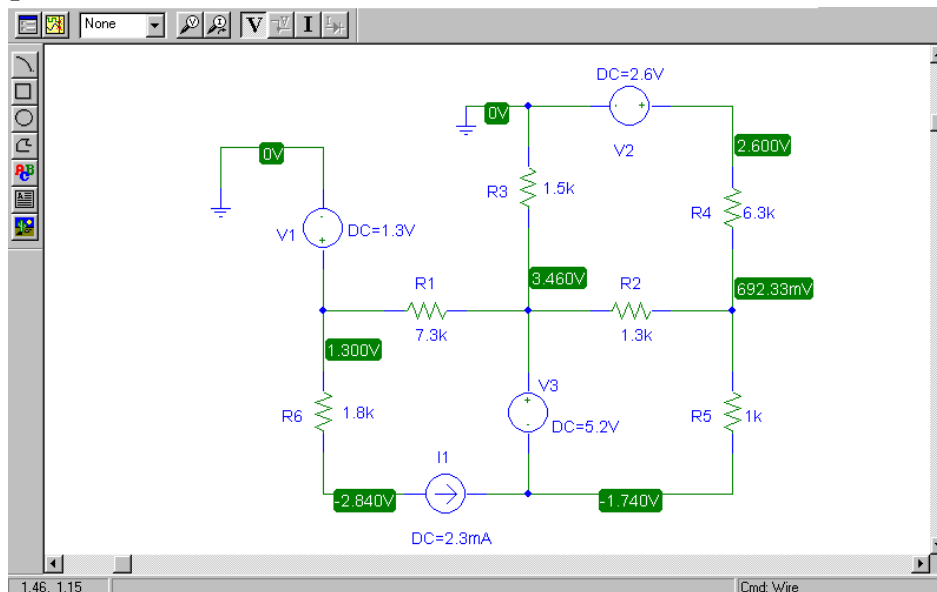 None
V
I
V
V
I
ABC
A
DC=2.6V
0V
- +
V2
2.600V
0V
R3
1.5k
R4
6.3k
V1
-
+
DC=1.3V
R1
3.460V
R2
692.33mV
7.3k
1.3k
1.300V
R6
1.8k
V3
+
-
DC=5.2V
R5
1k
I1
-2.840V
-1.740V
DC=2.3mA
1.46, 1.15
Cmd: Wire